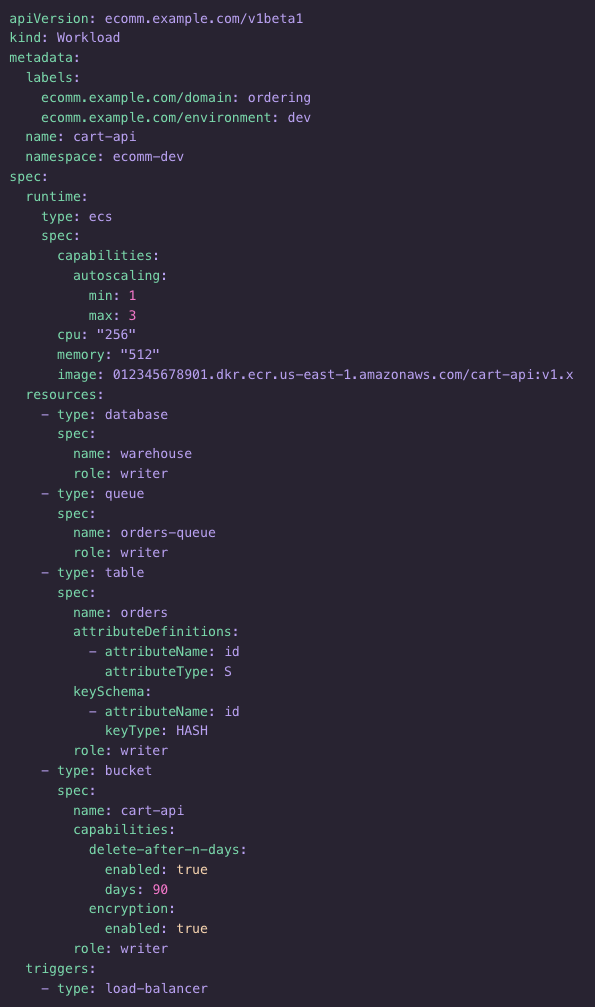 apiVersion: ecomm.example.com/v1beta1
kind: Workload
metadata:
  labels:
    ecomm.example.com/domain: ordering
    ecomm.example.com/environment: dev
  name: cart-api
  namespace: ecomm-dev
spec:
  runtime:
    type: ecs
    spec:
      capabilities:
        autoscaling:
          min: 1
          max: 3
      cpu: "256"
      memory: "512"
      image: 012345678901.dkr.ecr.us-east-1.amazonaws.com/cart-api:v1.x
  resources:
    - type: database
      spec:
        name: warehouse
        role: writer
    - type: queue
      spec:
        name: orders-queue
        role: writer
    - type: table
      spec:
        name: orders
        attributeDefinitions:
          - attributeName: id
            attributeType: S
        keySchema:
          - attributeName: id
            keyType: HASH
        role: writer
    - type: bucket
      spec:
        name: cart-api
        capabilities:
          delete-after-n-days:
            enabled: true
            days: 90
          encryption:
            enabled: true
        role: writer
  triggers:
    - type: load-balancer